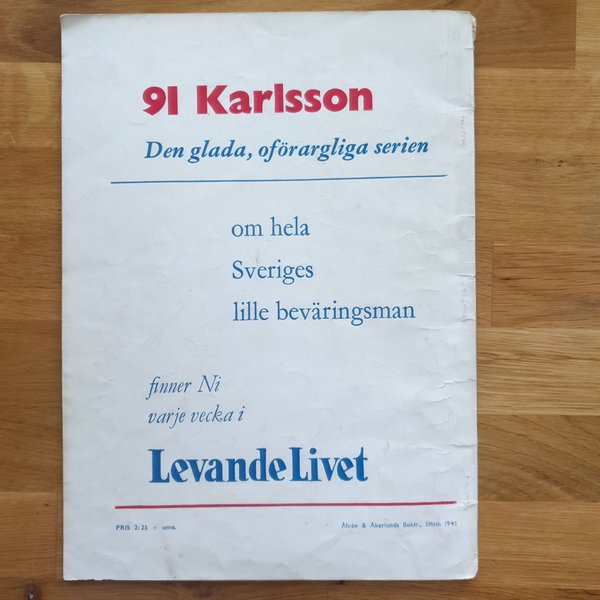 91 Karlsson
Den glada, oförargliga serien
om hela
Sveriges
lille beväringsman
finner Ni
varje vecka i
Levande Livet
PRIS 2:25 + oms.
Åhlén & Åkerlunds Boktr., Sthlm 1945